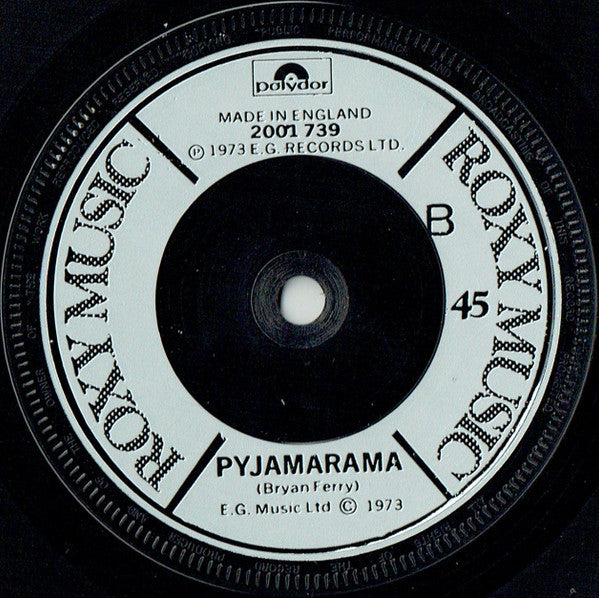 polydor
MADE IN ENGLAND
2001 739
Ⓟ 1973 E.G. RECORDS LTD.
ROXY MUSIC
ROXY MUSIC
B
45
PYJAMARAMA
(Bryan Ferry)
E.G. Music Ltd © 1973